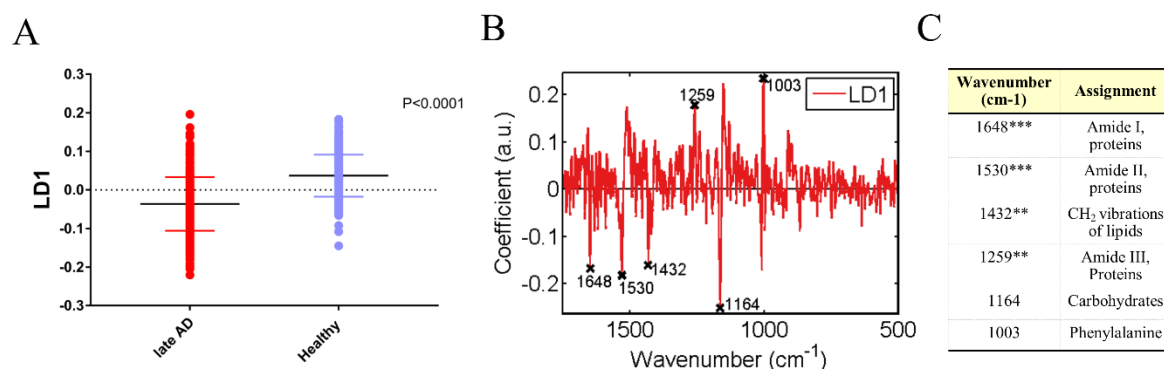 A
0.3
0.2
0.1
0.0
-0.1
-0.2
-0.3
LD1
P<0.0001
late AD
Healthy
B
0.2
0.1
0
-0.1
-0.2
Coefficient (a.u.)
1259
1003
LD1
1648
1530
1432
1164
1500
1000
500
Wavenumber (cm-1)
C
Wavenumber (cm-1) Assignment
1648*** Amide I, proteins
1530*** Amide II, proteins
1432** CH2 vibrations of lipids
1259** Amide III, Proteins
1164 Carbohydrates
1003 Phenylalanine